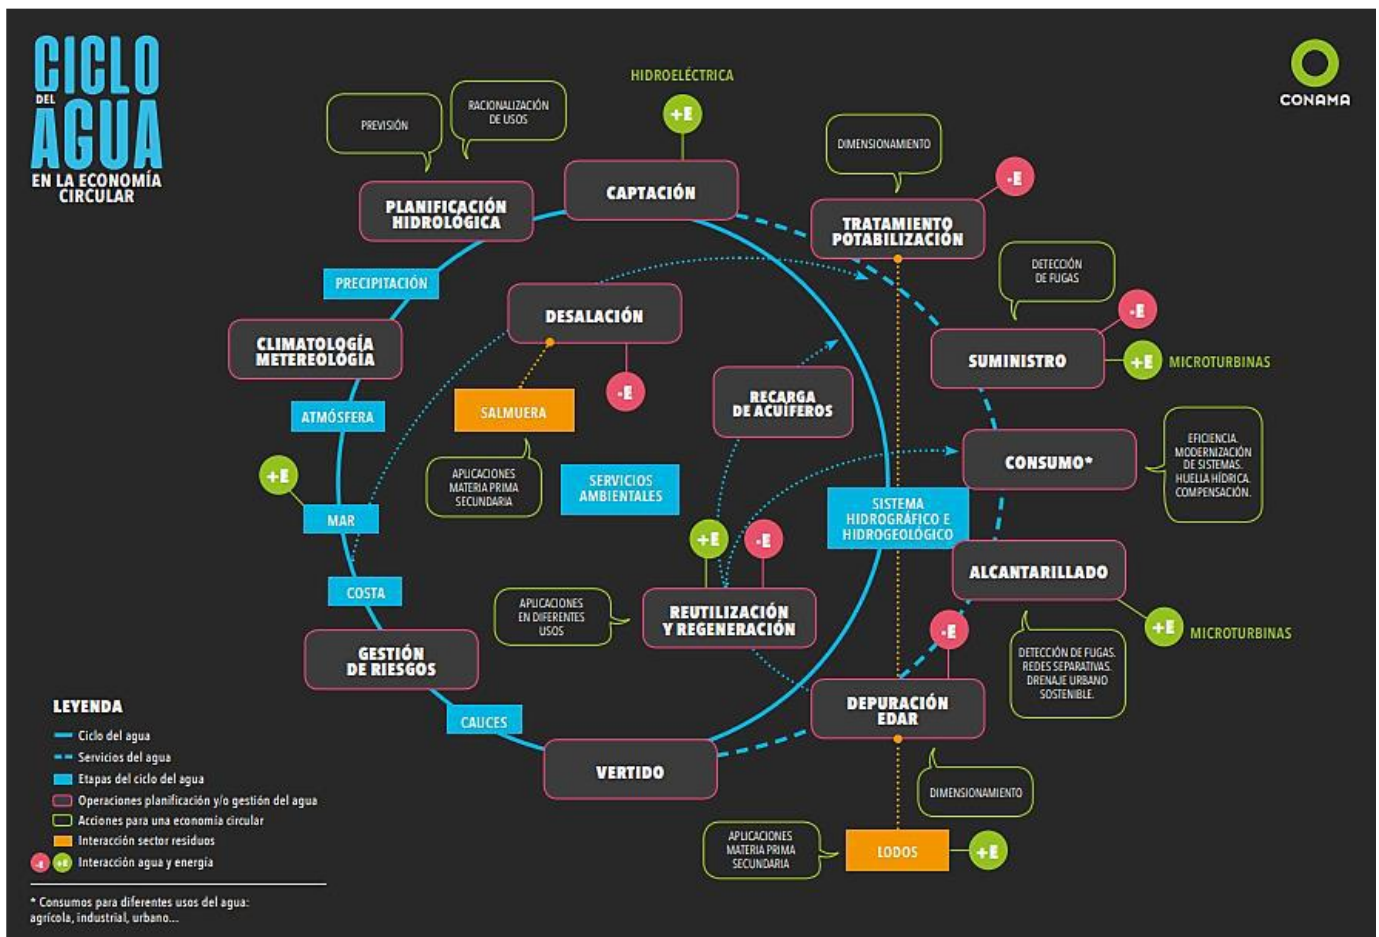 CICLO
DEL
AGUA
EN LA ECONOMÍA
CIRCULAR
CONAMA
HIDROELÉCTRICA
+E
PREVISIÓN
RACIONALIZACIÓN
DE USOS
PLANIFICACIÓN
HIDROLÓGICA
CAPTACIÓN
DIMENSIONAMIENTO
-E
TRATAMIENTO
POTABILIZACIÓN
PRECIPITACIÓN
DETECCIÓN
DE FUGAS
DESALACIÓN
-E
CLIMATOLOGÍA
METEREOLOGÍA
-E
SUMINISTRO
+E
MICROTURBINAS
SALMUERA
ATMÓSFERA
RECARGA
DE ACUÍFEROS
APLICACIONES
MATERIA PRIMA
SECUNDARIA
SERVICIOS
AMBIENTALES
CONSUMO*
EFICIENCIA.
MODERNIZACIÓN
DE SISTEMAS.
HUELLA HÍDRICA.
COMPENSACIÓN.
+E
MAR
SISTEMA
HIDROGRÁFICO E
HIDROGEOLÓGICO
+E
-E
COSTA
ALCANTARILLADO
APLICACIONES
EN DIFERENTES
USOS
REUTILIZACIÓN
Y REGENERACIÓN
-E
+E
MICROTURBINAS
GESTIÓN
DE RIESGOS
DETECCIÓN DE FUGAS.
REDES SEPARATIVAS.
DRENAJE URBANO
SOSTENIBLE.
CAUCES
DEPURACIÓN
EDAR
VERTIDO
DIMENSIONAMIENTO
APLICACIONES
MATERIA PRIMA
SECUNDARIA
LODOS
+E
LEYENDA
Ciclo del agua
Servicios del agua
Etapas del ciclo del agua
Operaciones planificación y/o gestión del agua
Acciones para una economía circular
Interacción sector residuos
-E +E Interacción agua y energía
* Consumos para diferentes usos del agua:
agrícola, industrial, urbano...